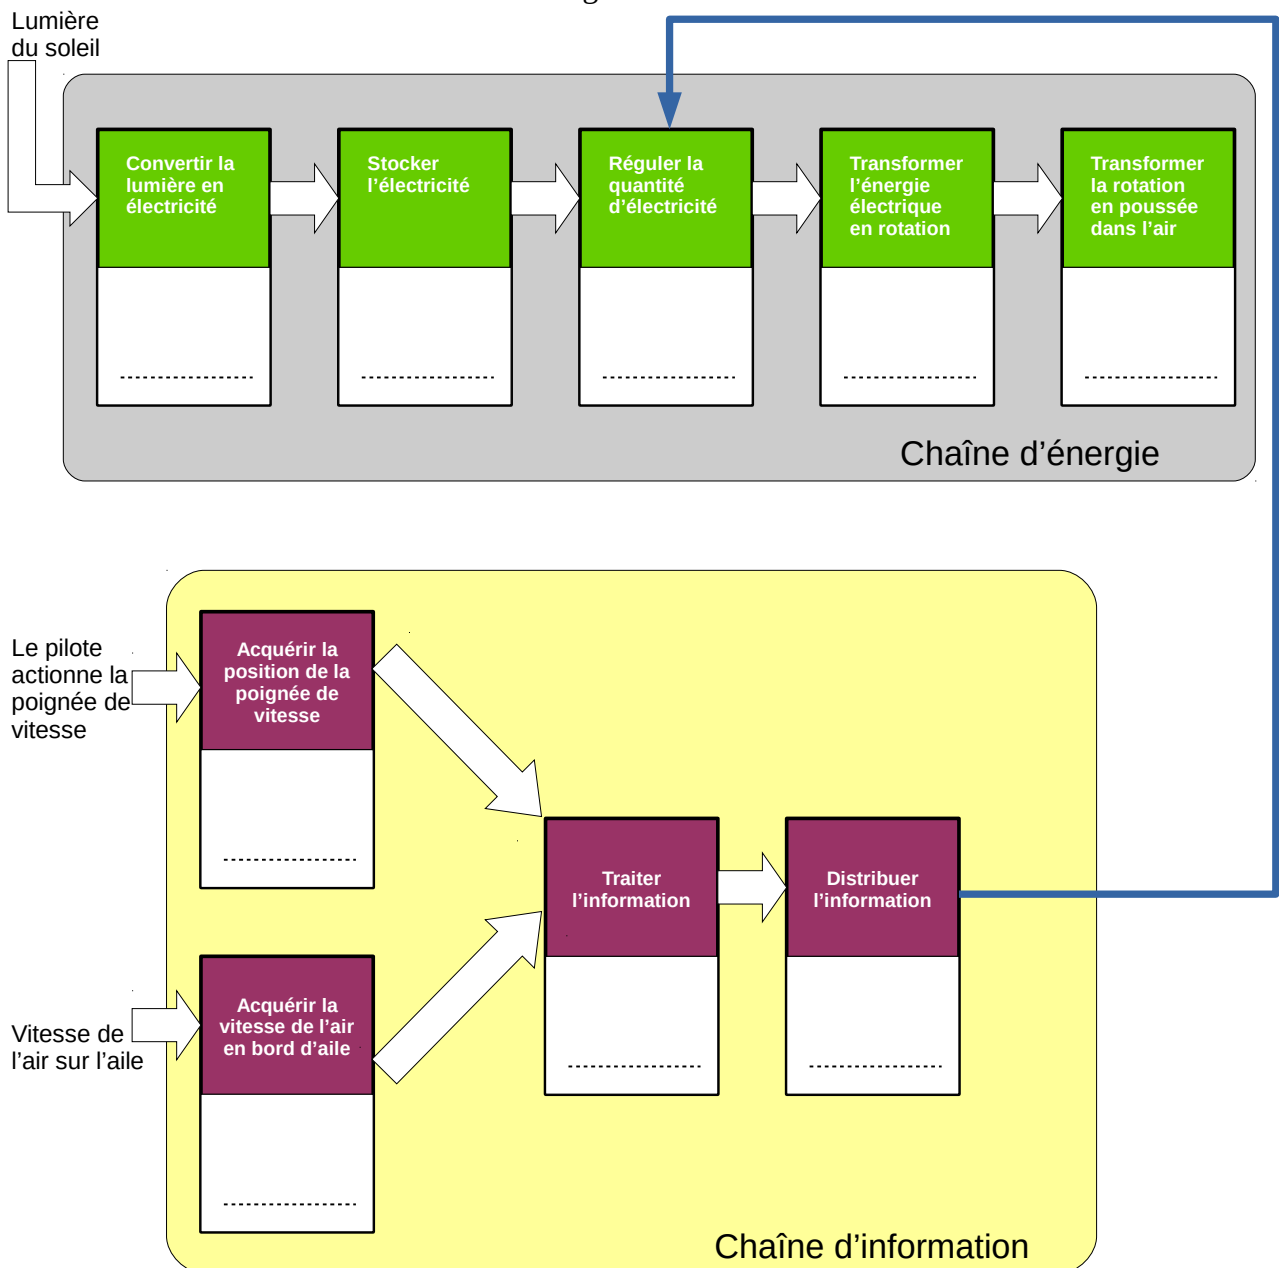 Lumière
du soleil
Convertir la
lumière en
électricité
Stocker
l’électricité
Réguler la
quantité
d’électricité
Transformer
l’énergie
électrique
en rotation
Transformer
la rotation
en poussée
dans l’air
Chaîne d’énergie
Le pilote
actionne la
poignée de
vitesse
Acquérir la
position de la
poignée de
vitesse
Traiter
l’information
Distribuer
l’information
Vitesse de
l’air sur l’aile
Acquérir la
vitesse de l’air
en bord d’aile
Chaîne d’information